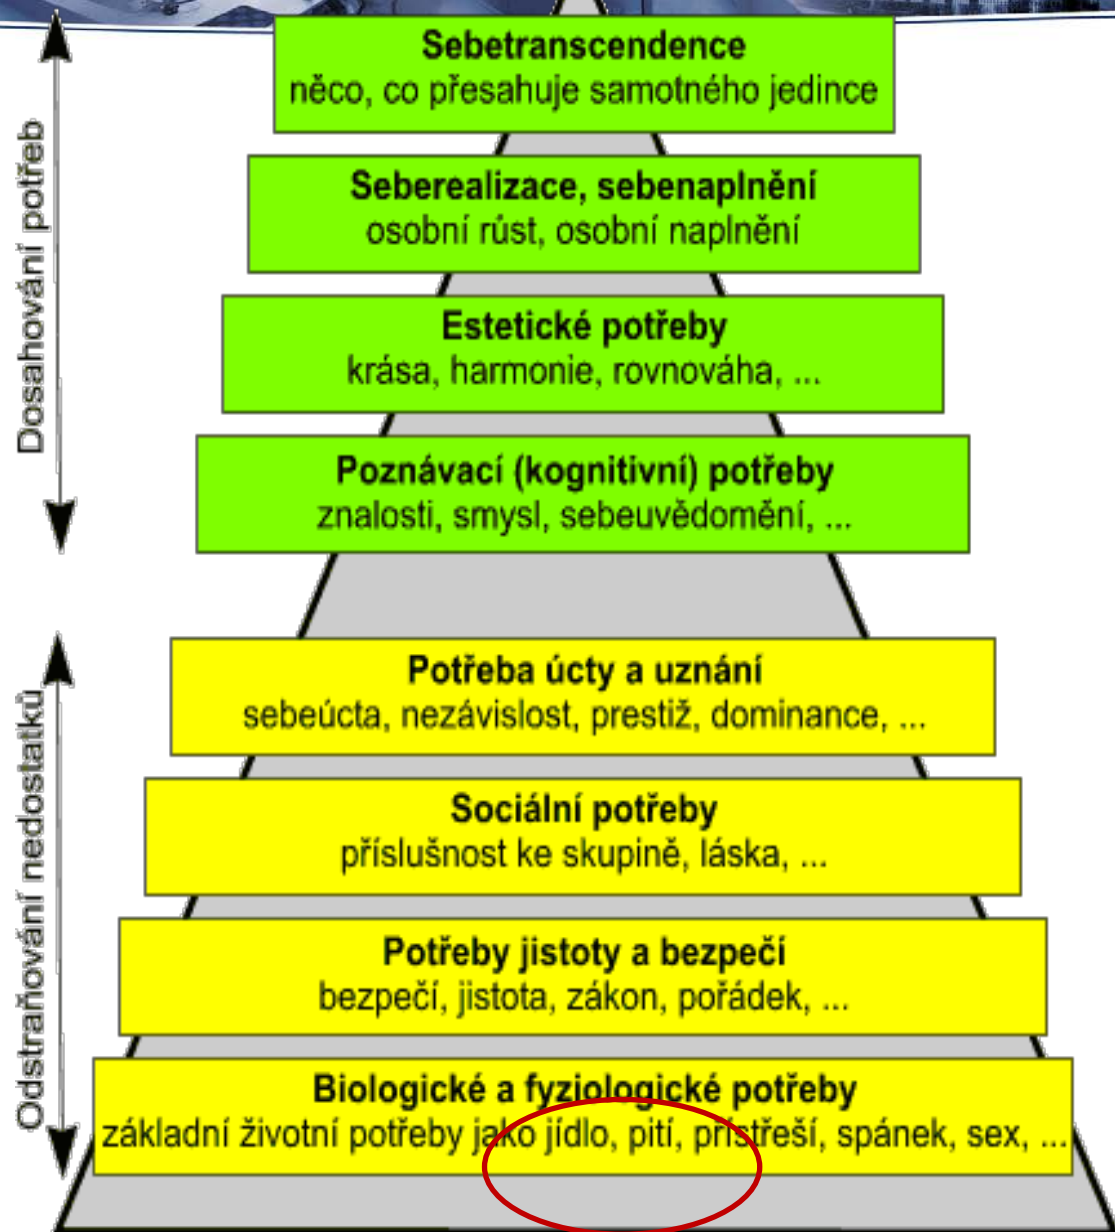 Sebetranscendence
něco, co přesahuje samotného jedince
Seberealizace, sebenaplnění
osobní růst, osobní naplnění
Estetické potřeby
krása, harmonie, rovnováha, ...
Poznávací (kognitivní) potřeby
znalosti, smysl, sebeuvědomění, ...
Dosahování potřeb
Potřeba úcty a uznání
sebeúcta, nezávislost, prestiž, dominance, ...
Sociální potřeby
příslušnost ke skupině, láska, ...
Potřeby jistoty a bezpečí
bezpečí, jistota, zákon, pořádek, ...
Biologické a fyziologické potřeby
základní životní potřeby jako jídlo, pití, přístřeší, spánek, sex, ...
Odstraňování nedostatků